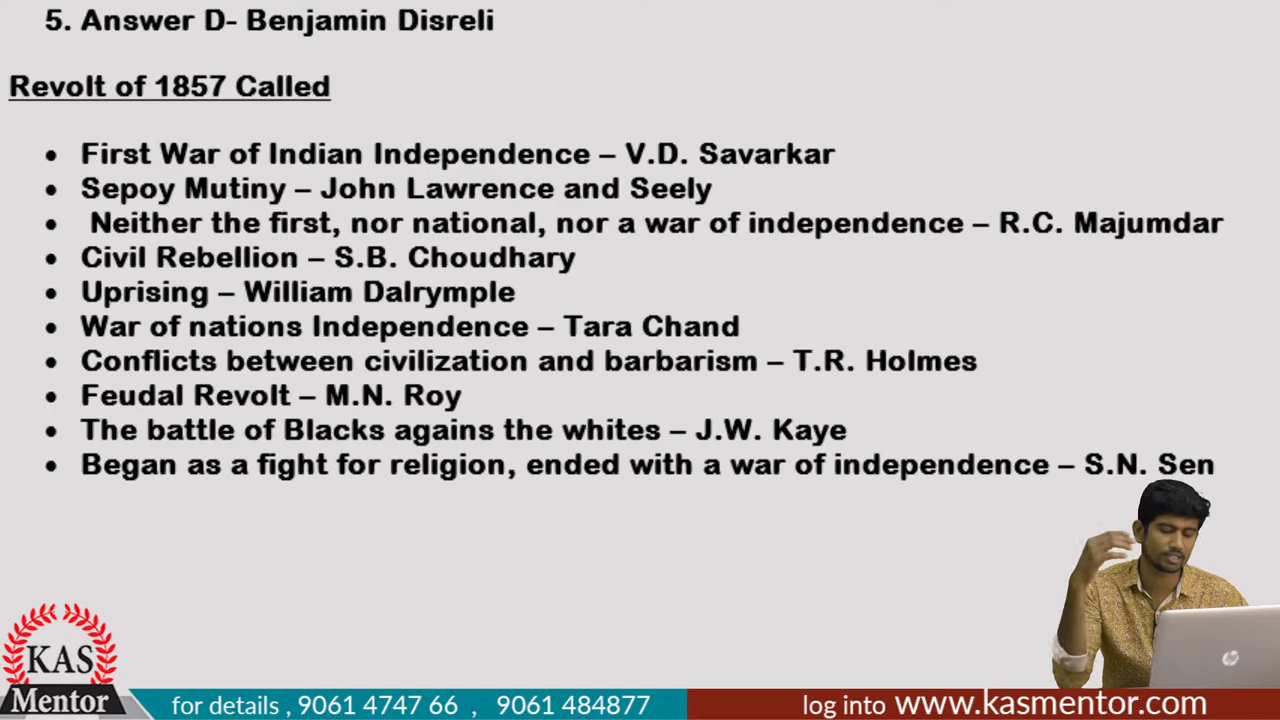 5. Answer D- Benjamin Disreli
Revolt of 1857 Called
• First War of Indian Independence – V.D. Savarkar
• Sepoy Mutiny – John Lawrence and Seely
• Neither the first, nor national, nor a war of independence – R.C. Majumdar
• Civil Rebellion – S.B. Choudhary
• Uprising – William Dalrymple
• War of nations Independence – Tara Chand
• Conflicts between civilization and barbarism – T.R. Holmes
• Feudal Revolt – M.N. Roy
• The battle of Blacks agains the whites – J.W. Kaye
• Began as a fight for religion, ended with a war of independence – S.N. Sen
KAS
Mentor
for details , 9061 4747 66 , 9061 484877
log into www.kasmentor.com
hp